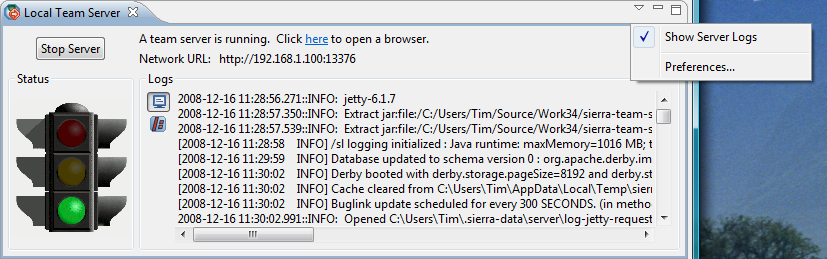 Local Team Server
Show Server Logs
Preferences...
Stop Server
A team server is running. Click here to open a browser.
Network URL: http://192.168.1.100:13376
Status
Logs
2008-12-16 11:28:56.271::INFO: jetty-6.1.7
2008-12-16 11:28:57.350::INFO: Extract jar:file:/C:/Users/Tim/Source/Work34/sierra-team-s
2008-12-16 11:28:57.539::INFO: Extract jar:file:/C:/Users/Tim/Source/Work34/sierra-team-s
[2008-12-16 11:28:58 INFO] /sl logging initialized : Java runtime: maxMemory=1016 MB; t
[2008-12-16 11:29:59 INFO] Database updated to schema version 0 : org.apache.derby.im
[2008-12-16 11:30:02 INFO] Derby booted with derby.storage.pageSize=8192 and derby.st
[2008-12-16 11:30:02 INFO] Cache cleared from C:\Users\Tim\AppData\Local\Temp\sierr
[2008-12-16 11:30:02 INFO] Buglink update scheduled for every 300 SECONDS. (in metho
2008-12-16 11:30:02.991::INFO: Opened C:\Users\Tim\.sierra-data\server\log-jetty-request